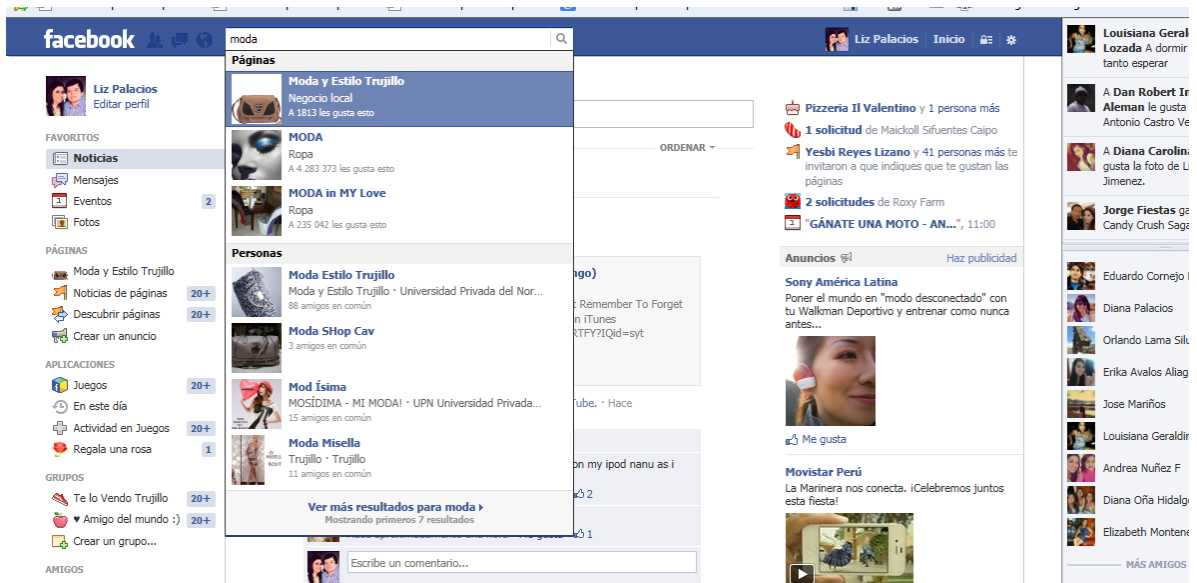 facebook
moda
Liz Palacios
Inicio
Liz Palacios
Editar perfil
FAVORITOS
Noticias
Mensajes
Eventos 2
Fotos
PÁGINAS
Moda y Estilo Trujillo
Noticias de páginas 20+
Descubrir páginas 20+
Crear un anuncio
APLICACIONES
Juegos 20+
En este día
Actividad en Juegos 20+
Regala una rosa 1
GRUPOS
Te lo Vendo Trujillo 20+
♥ Amigo del mundo :) 20+
Crear un grupo...
AMIGOS
Páginas
Moda y Estilo Trujillo
Negocio local
A 1813 les gusta esto
MODA
Ropa
A 4 283 373 les gusta esto
MODA in MY Love
Ropa
A 235 042 les gusta esto
Personas
Moda Estilo Trujillo
Moda y Estilo Trujillo · Universidad Privada del Nor...
88 amigos en común
Moda SHop Cav
3 amigos en común
Mod Ísima
MOSÍDIMA - MI MODA! · UPN Universidad Privada...
15 amigos en común
Moda Misella
Trujillo · Trujillo
11 amigos en común
Ver más resultados para moda
Mostrando primeros 7 resultados
ORDENAR
Remember To Forget
iTunes
· Hace
on my ipod nanu as i
2
1
Escribe un comentario...
Pizzeria Il Valentino y 1 persona más
1 solicitud de Maickoll Sifuentes Caipo
Yesbi Reyes Lizano y 41 personas más te
invitaron a que indiques que te gustan las
páginas
2 solicitudes de Roxy Farm
"GÁNATE UNA MOTO - AN...", 11:00
Anuncios
Haz publicidad
Sony América Latina
Poner el mundo en "modo desconectado" con
tu Walkman Deportivo y entrenar como nunca
antes...
Me gusta
Movistar Perú
La Marinera nos conecta. ¡Celebremos juntos
esta fiesta!
Louisiana Geral
Lozada A dormir
tanto esperar
A Dan Robert
Aleman le gusta
Antonio Castro Ve
A Diana Carolina
gusta la foto de
Jimenez.
Jorge Fiestas
Candy Crush Saga
Eduardo Cornejo
Diana Palacios
Orlando Lama
Erika Avalos Aliag
Jose Mariños
Louisiana Geraldin
Andrea Nuñez F
Diana Oña Hidalgo
Elizabeth Montene
MÁS AMIGOS